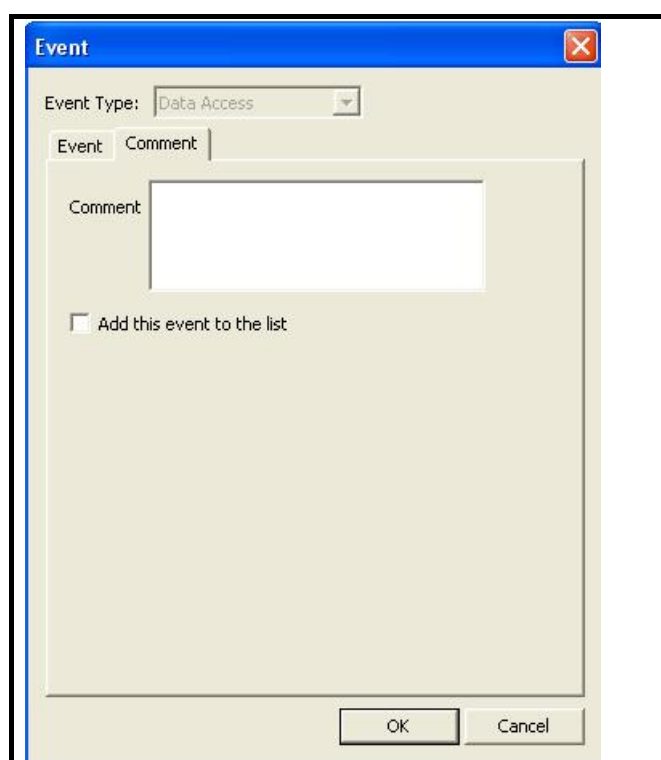 Event
Event Type: Data Access
Event Comment
Comment
Add this event to the list
OK Cancel